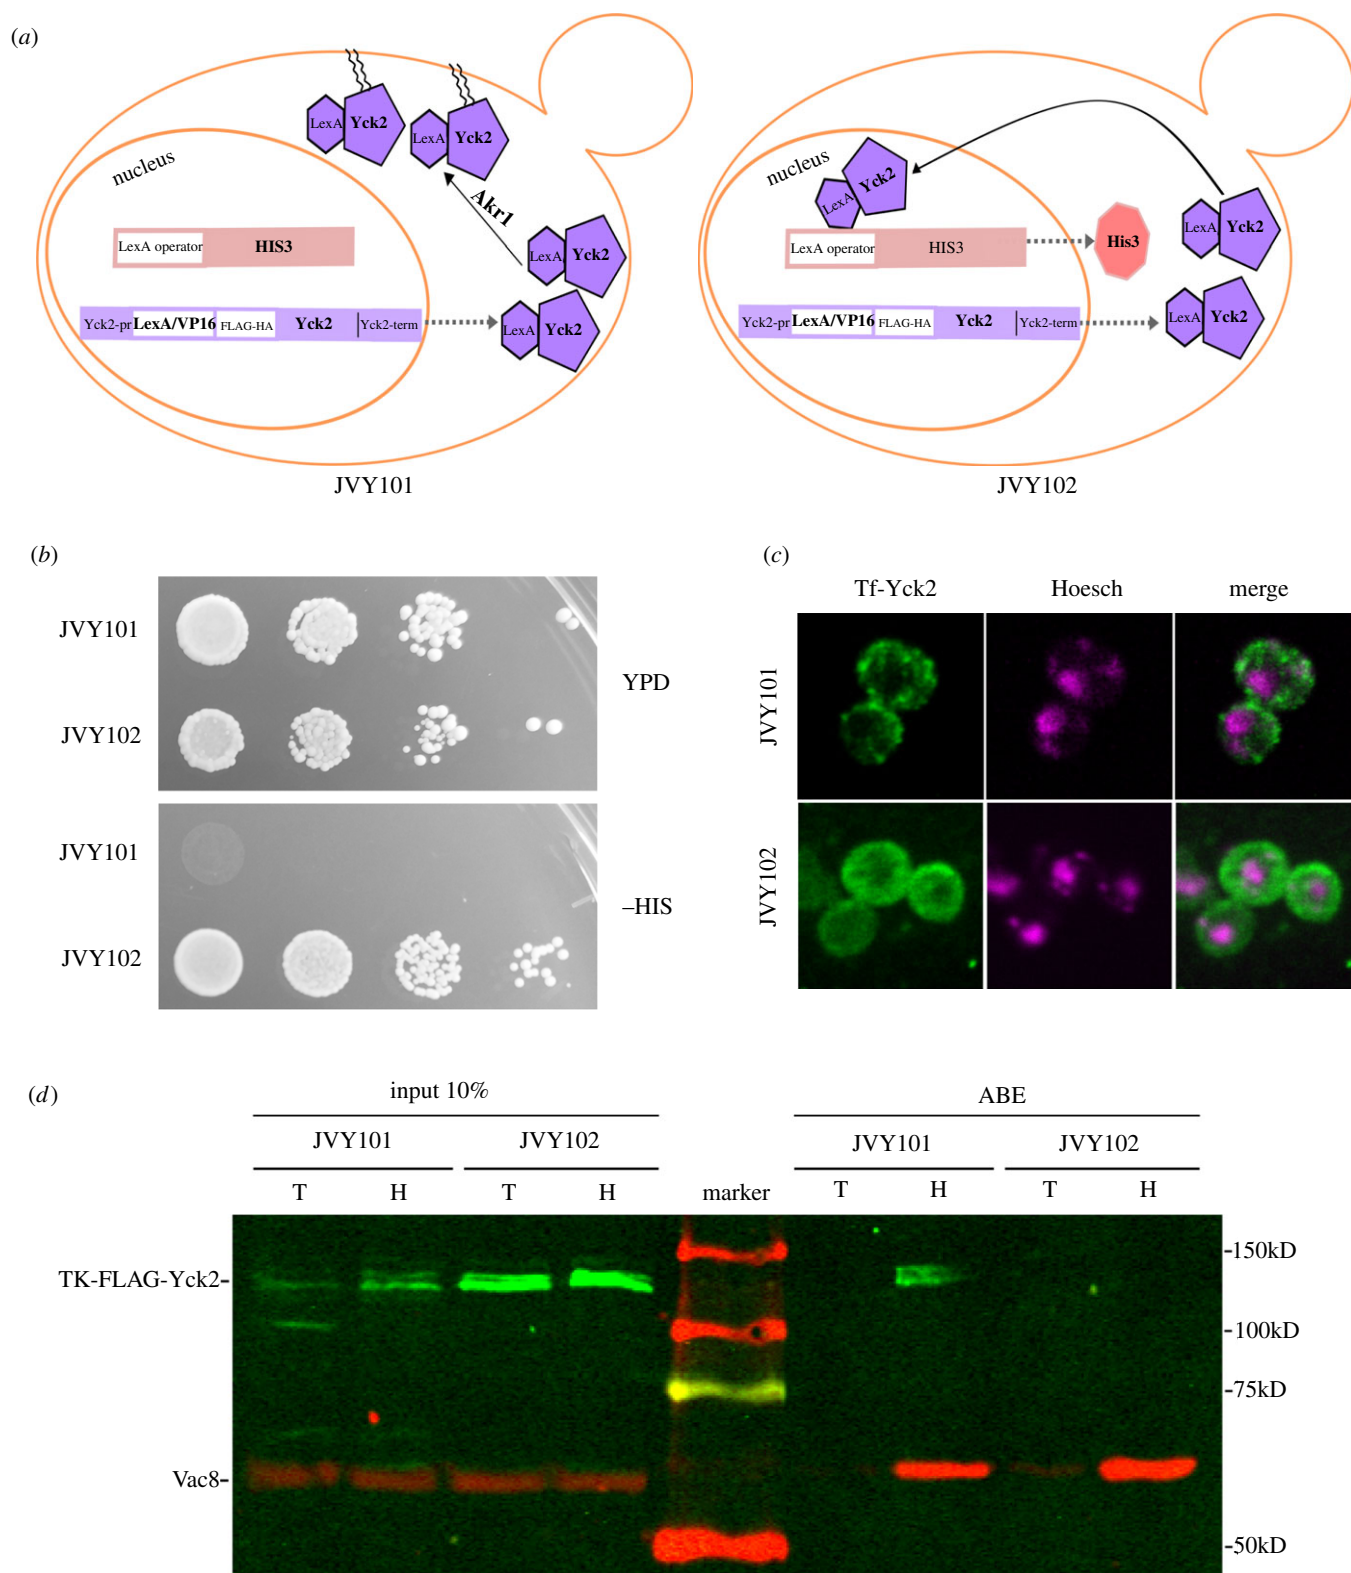 (a)
nucleus
LexA
Yck2
LexA
Yck2
Akr1
LexA
Yck2
LexA operator
HIS3
Yck2-pr
LexA/VP16
FLAG-HA
Yck2
Yck2-term
LexA
Yck2
JVY101
nucleus
LexA
Yck2
LexA operator
HIS3
His3
LexA
Yck2
Yck2-pr
LexA/VP16
FLAG-HA
Yck2
Yck2-term
LexA
Yck2
JVY102
(b)
JVY101
JVY102
YPD
JVY101
JVY102
–HIS
(c)
Tf-Yck2 Hoesch merge
JVY101
JVY102
(d)
input 10% ABE
JVY101 JVY102 JVY101 JVY102
T H T H marker T H T H
TK-FLAG-Yck2-
Vac8-
-150kD
-100kD
-75kD
-50kD